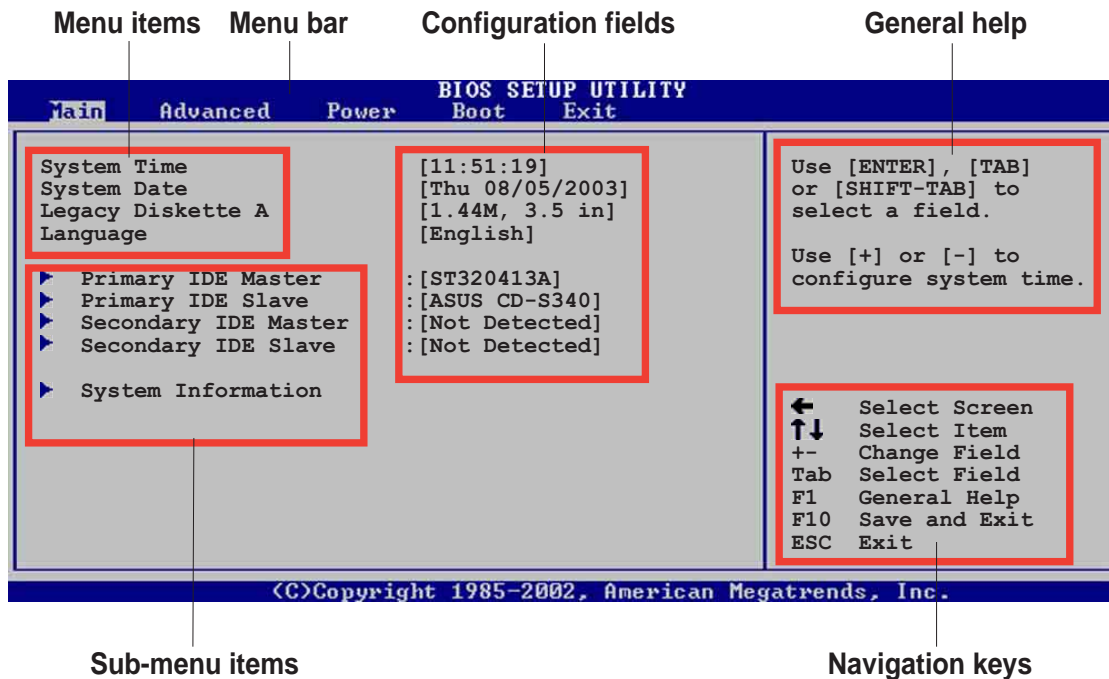 Menu items Menu bar Configuration fields General help
BIOS SETUP UTILITY
Main Advanced Power Boot Exit
System Time [11:51:19]
System Date [Thu 08/05/2003]
Legacy Diskette A [1.44M, 3.5 in]
Language [English]
Primary IDE Master :[ST320413A]
Primary IDE Slave :[ASUS CD-S340]
Secondary IDE Master :[Not Detected]
Secondary IDE Slave :[Not Detected]
System Information
Use [ENTER], [TAB]
or [SHIFT-TAB] to
select a field.
Use [+] or [-] to
configure system time.
← Select Screen
↑↓ Select Item
+- Change Field
Tab Select Field
F1 General Help
F10 Save and Exit
ESC Exit
(C)Copyright 1985-2002, American Megatrends, Inc.
Sub-menu items Navigation keys